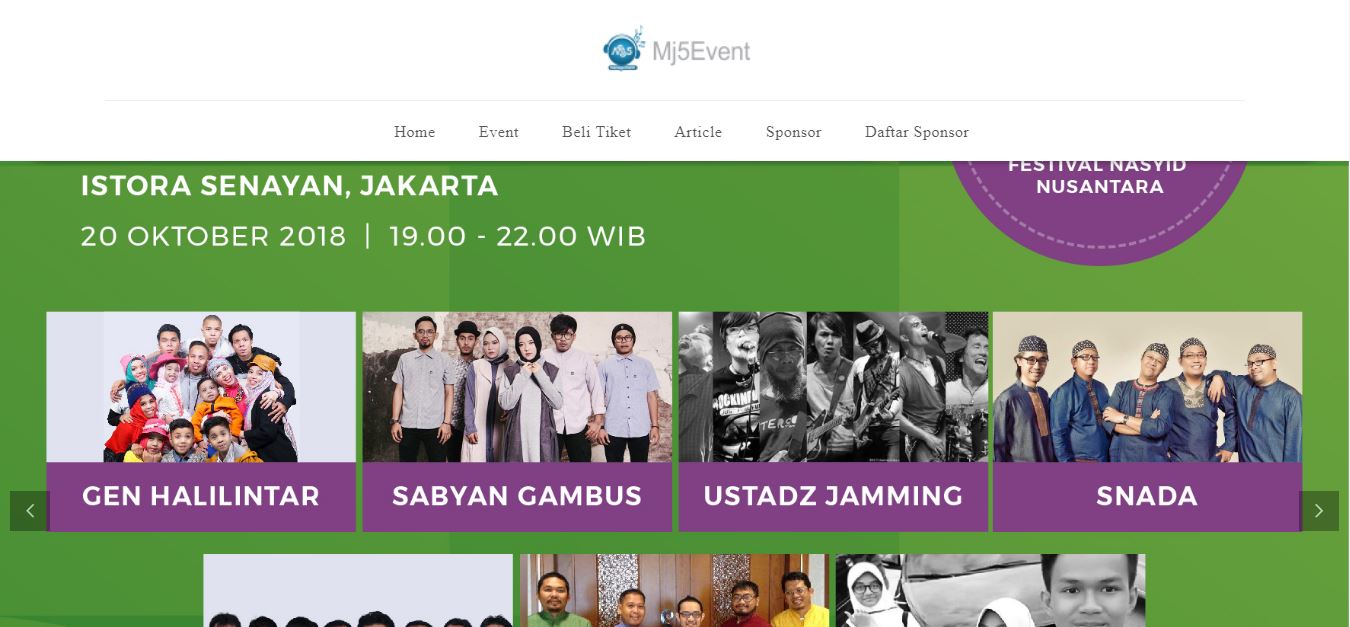 Mj5Event
Home Event Beli Tiket Article Sponsor Daftar Sponsor
FESTIVAL NASYID
NUSANTARA
ISTORA SENAYAN, JAKARTA
20 OKTOBER 2018 | 19.00 - 22.00 WIB
GEN HALILINTAR SABYAN GAMBUS USTADZ JAMMING SNADA